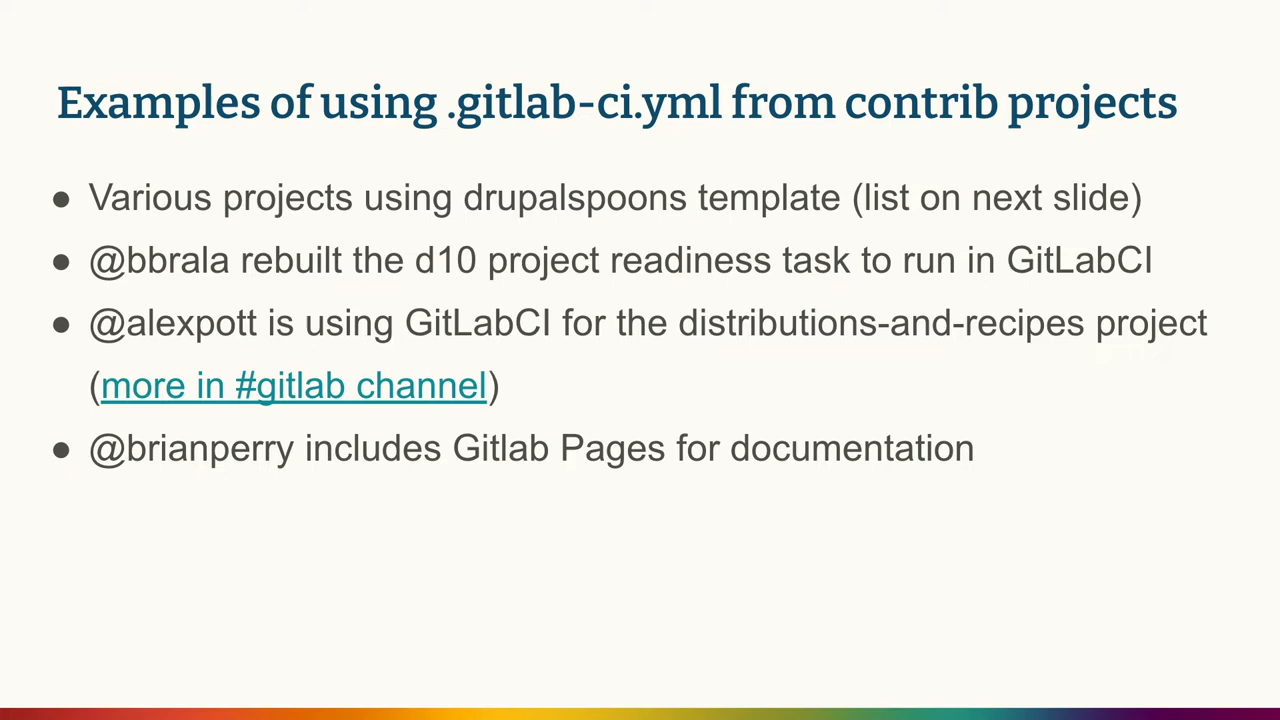 Examples of using .gitlab-ci.yml from contrib projects
● Various projects using drupalspoons template (list on next slide)
● @bbrala rebuilt the d10 project readiness task to run in GitLabCI
● @alexpott is using GitLabCI for the distributions-and-recipes project
(more in #gitlab channel)
● @brianperry includes Gitlab Pages for documentation